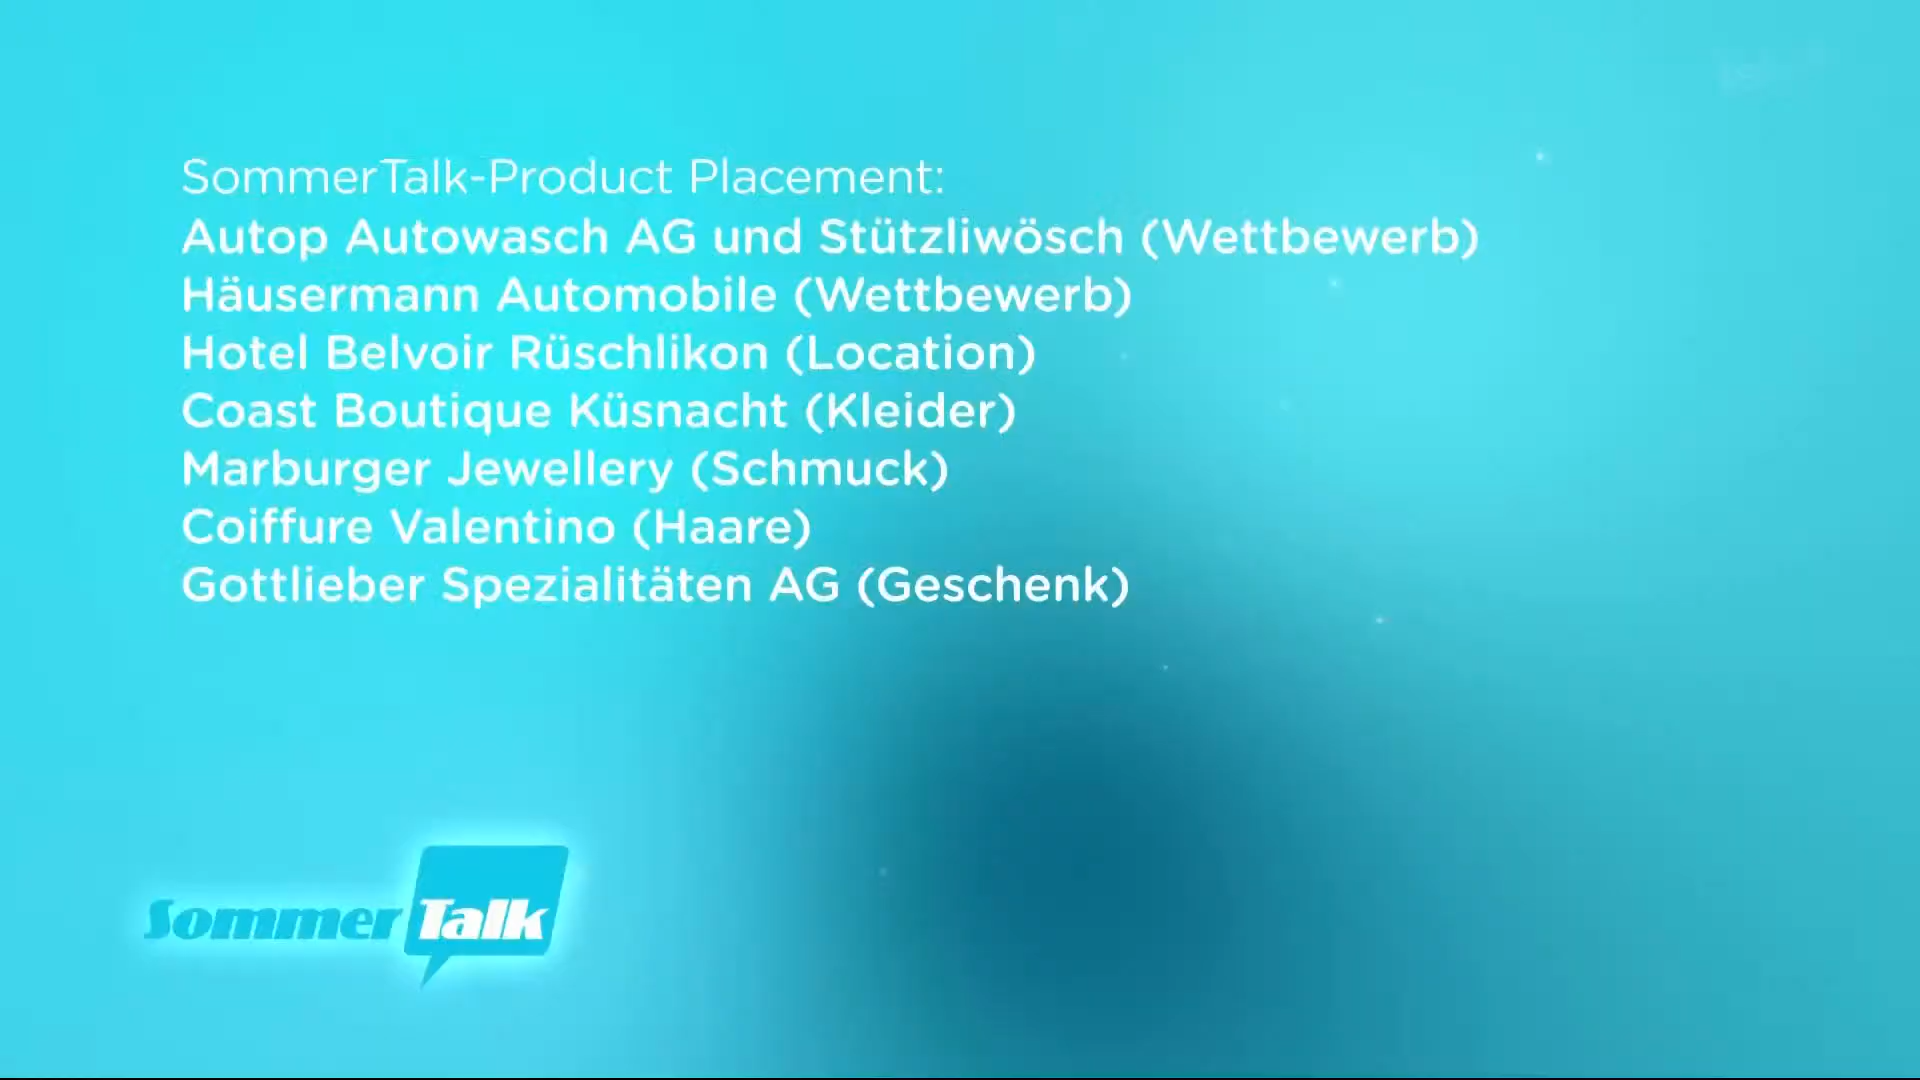 SommerTalk-Product Placement:
Autop Autowasch AG und Stützliwösch (Wettbewerb)
Häusermann Automobile (Wettbewerb)
Hotel Belvoir Rüschlikon (Location)
Coast Boutique Küsnacht (Kleider)
Marburger Jewellery (Schmuck)
Coiffure Valentino (Haare)
Gottlieber Spezialitäten AG (Geschenk)
Sommer Talk